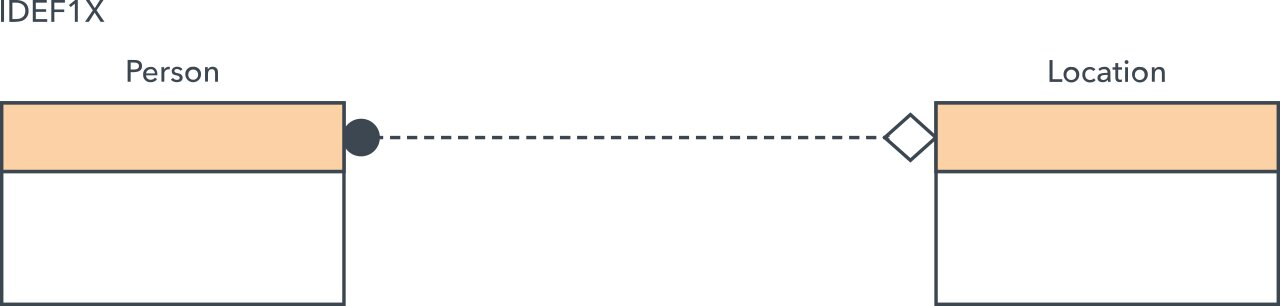 IDEF1X
Person
Location